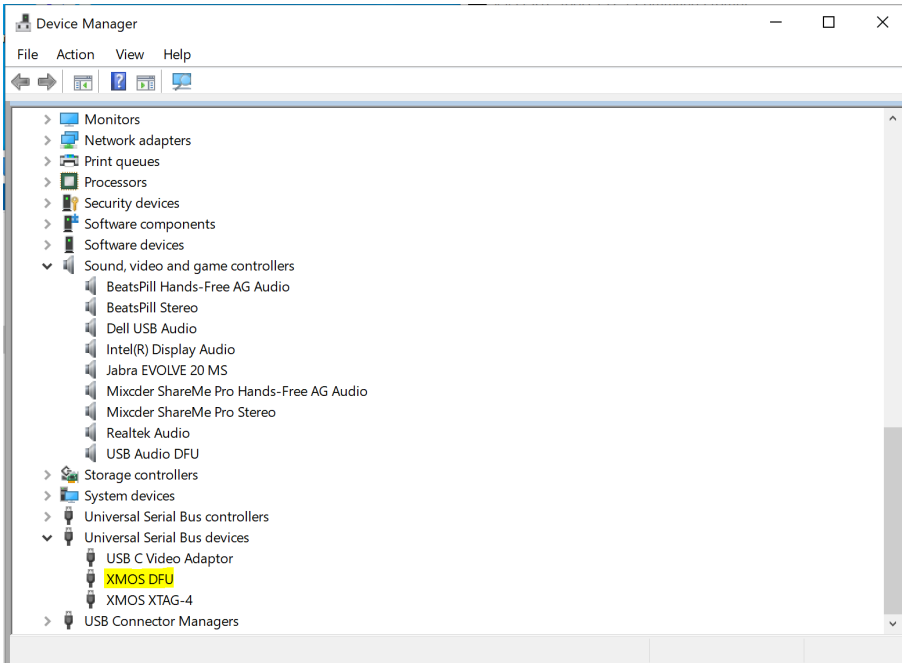 Device Manager
File Action View Help
Monitors
Network adapters
Print queues
Processors
Security devices
Software components
Software devices
Sound, video and game controllers
BeatsPill Hands-Free AG Audio
BeatsPill Stereo
Dell USB Audio
Intel(R) Display Audio
Jabra EVOLVE 20 MS
Mixcder ShareMe Pro Hands-Free AG Audio
Mixcder ShareMe Pro Stereo
Realtek Audio
USB Audio DFU
Storage controllers
System devices
Universal Serial Bus controllers
Universal Serial Bus devices
USB C Video Adaptor
XMOS DFU
XMOS XTAG-4
USB Connector Managers